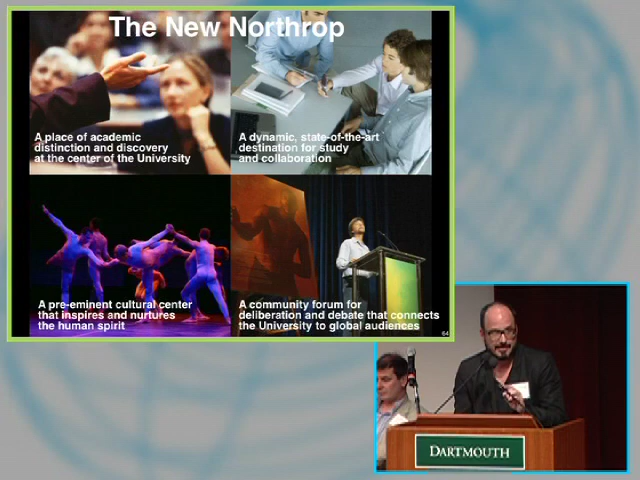 The New Northrop
A place of academic
distinction and discovery
at the center of the University
A dynamic, state-of-the-art
destination for study
and collaboration
A pre-eminent cultural center
that inspires and nurtures
the human spirit
A community forum for
deliberation and debate that connects
the University to global audiences
64
DARTMOUTH